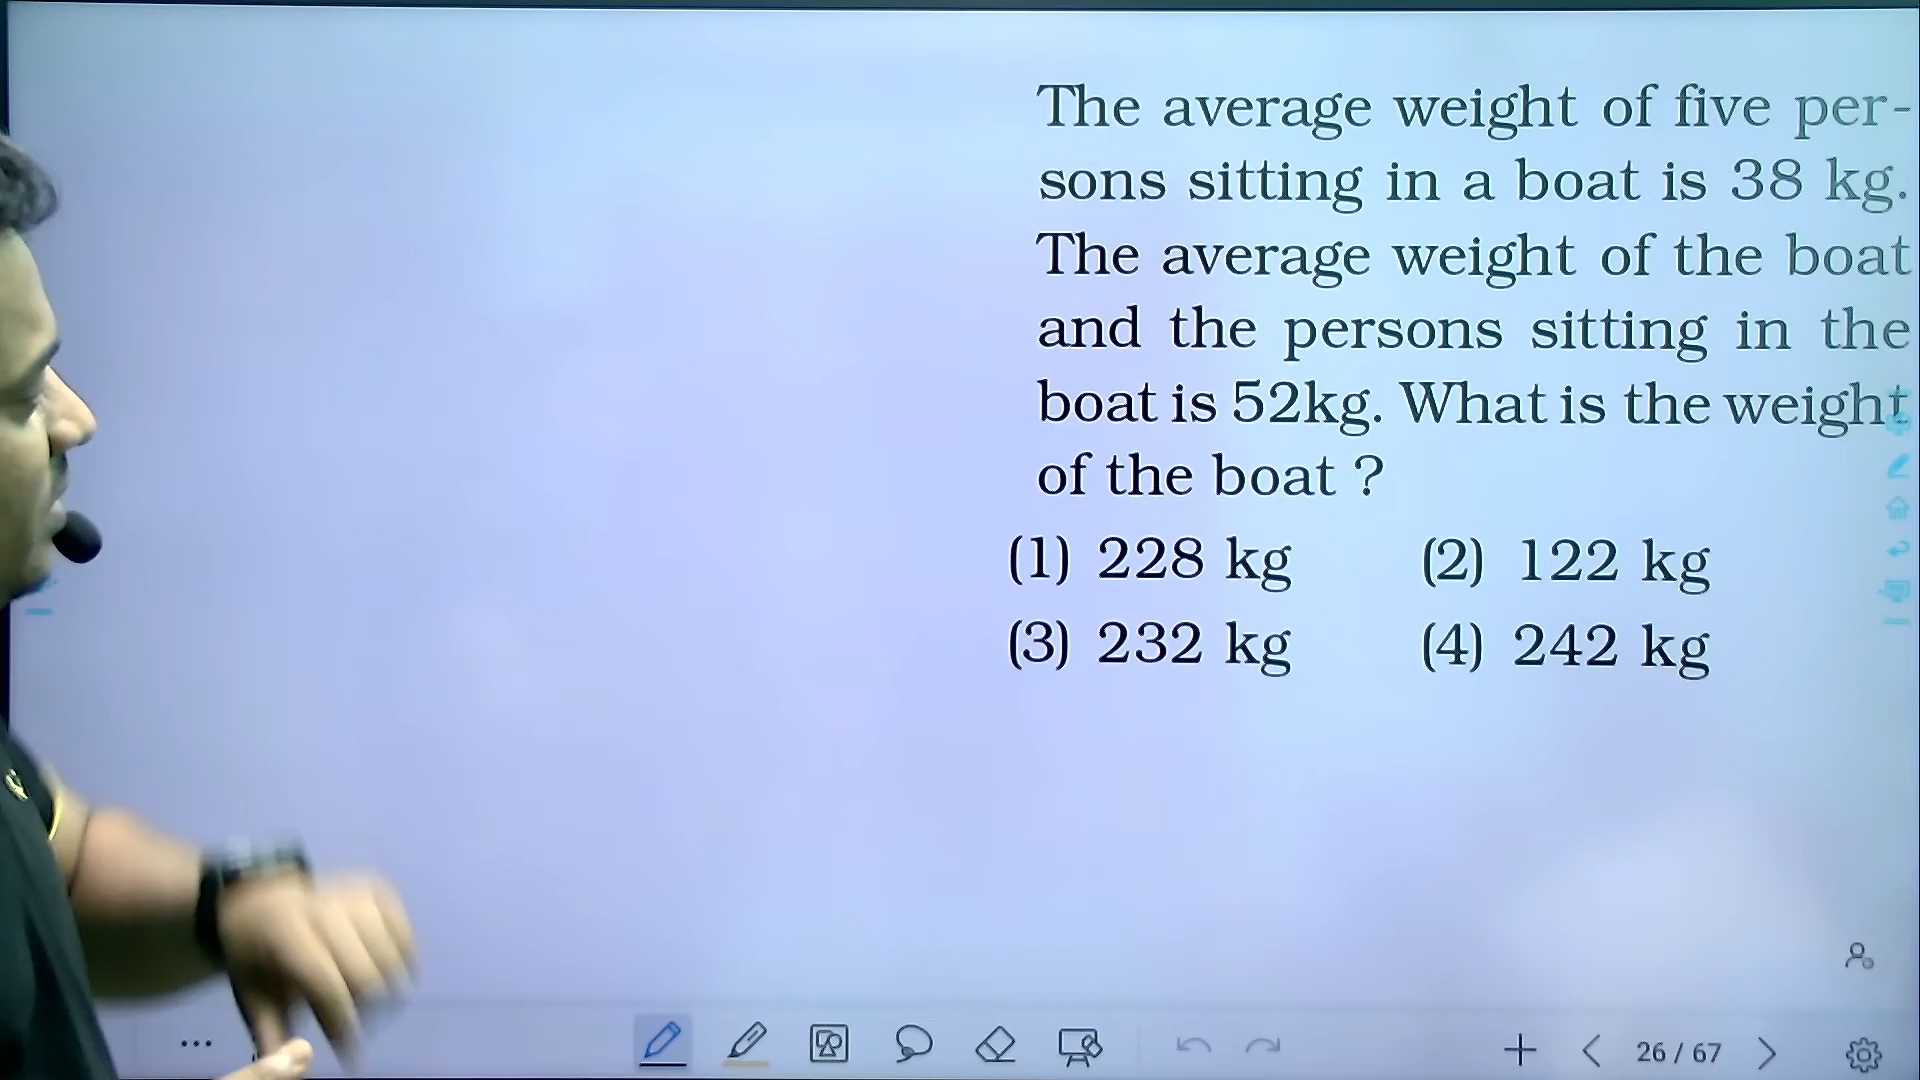 The average weight of five per-
sons sitting in a boat is 38 kg.
The average weight of the boat
and the persons sitting in the
boat is 52kg. What is the weight
of the boat ?
(1) 228 kg (2) 122 kg
(3) 232 kg (4) 242 kg
26 / 67